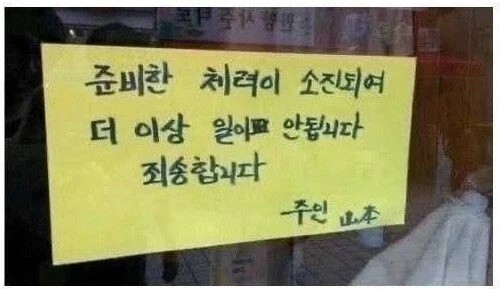 준비한 체력이 소진되여
더 이상 일이 안됩니다
죄송합니다
주인 山本